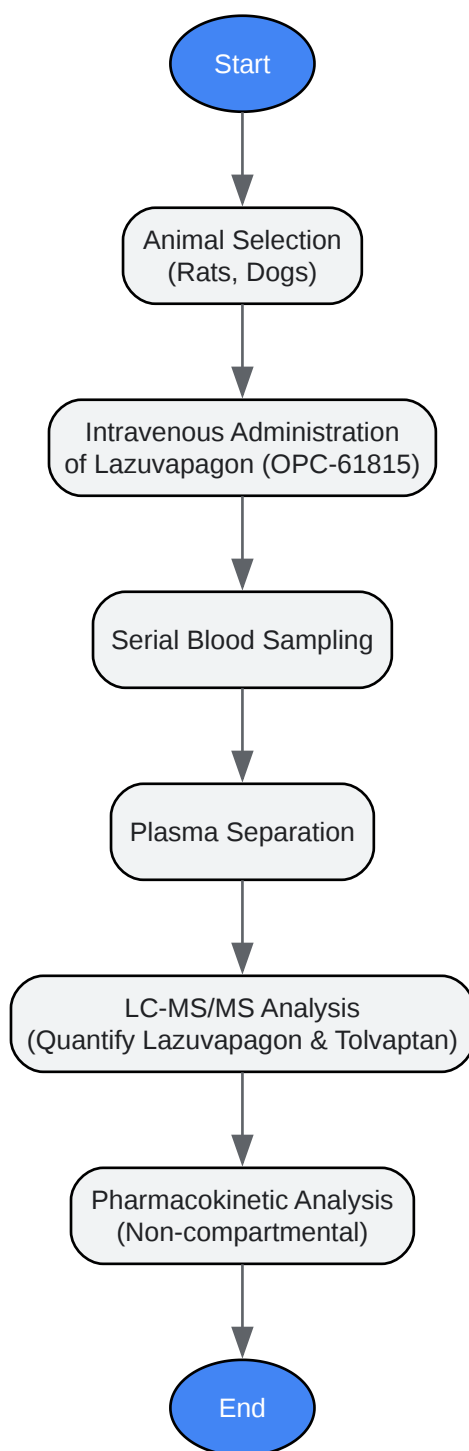 Start
Animal Selection
(Rats, Dogs)
Intravenous Administration
of Lazuvapagon (OPC-61815)
Serial Blood Sampling
Plasma Separation
LC-MS/MS Analysis
(Quantify Lazuvapagon & Tolvaptan)
Pharmacokinetic Analysis
(Non-compartmental)
End